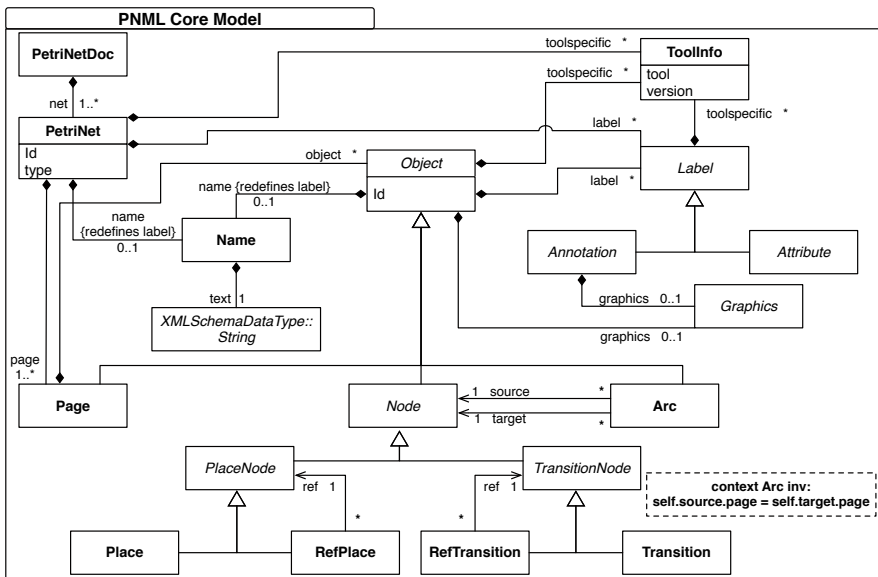 PNML Core Model
PetriNetDoc
toolspecific *
ToolInfo
tool
version
toolspecific *
net 1..*
toolspecific *
PetriNet
Id
type
label *
object *
Object
Id
Label
name {redefines label}
0..1
label *
name
{redefines label}
0..1
Name
Annotation
Attribute
text 1
graphics 0..1
Graphics
XMLSchemaDataType::
String
graphics 0..1
page
1..*
Page
Node
1 source *
1 target *
Arc
PlaceNode
ref 1
*
TransitionNode
ref 1
*
context Arc inv:
self.source.page = self.target.page
Place
RefPlace
RefTransition
Transition